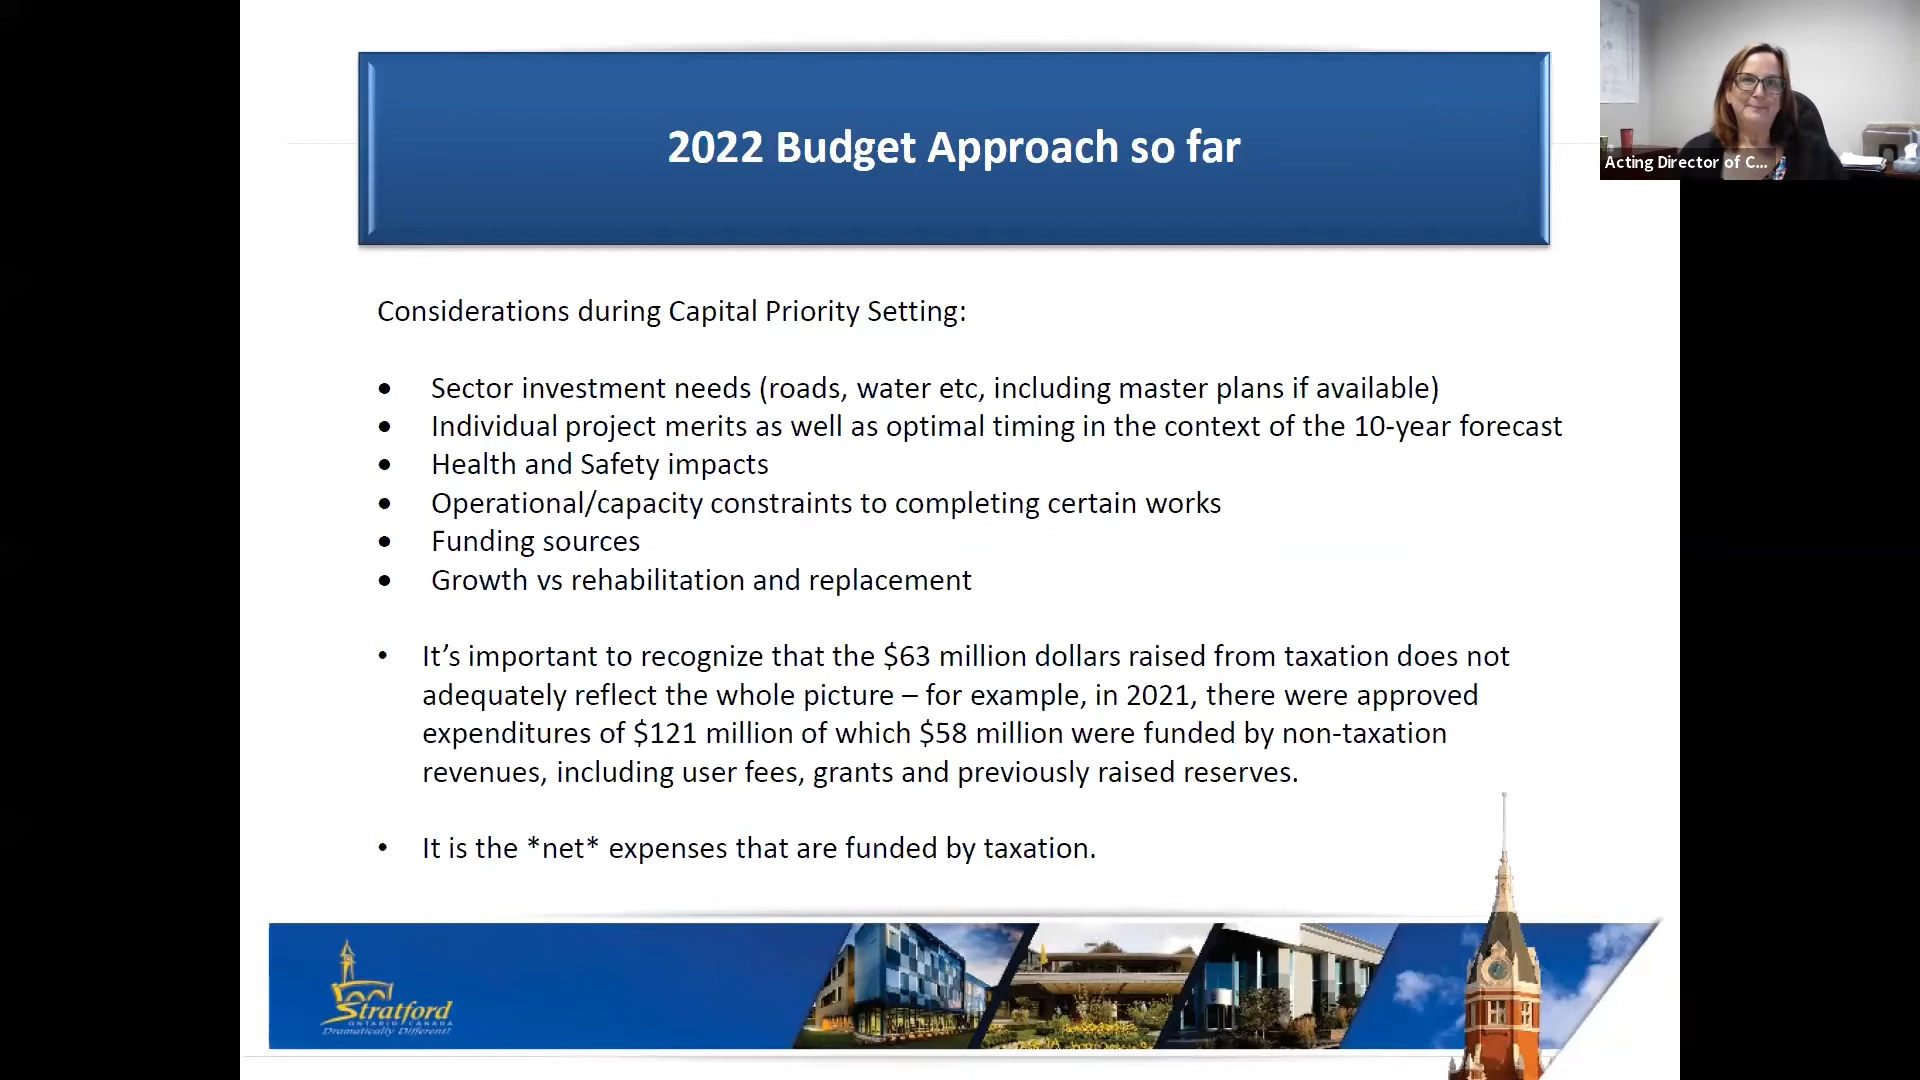 2022 Budget Approach so far
Acting Director of C...
Considerations during Capital Priority Setting:
• Sector investment needs (roads, water etc, including master plans if available)
• Individual project merits as well as optimal timing in the context of the 10-year forecast
• Health and Safety impacts
• Operational/capacity constraints to completing certain works
• Funding sources
• Growth vs rehabilitation and replacement
• It’s important to recognize that the $63 million dollars raised from taxation does not
adequately reflect the whole picture – for example, in 2021, there were approved
expenditures of $121 million of which $58 million were funded by non-taxation
revenues, including user fees, grants and previously raised reserves.
• It is the *net* expenses that are funded by taxation.
Stratford
ONTARIO CANADA
Dramatically Different!